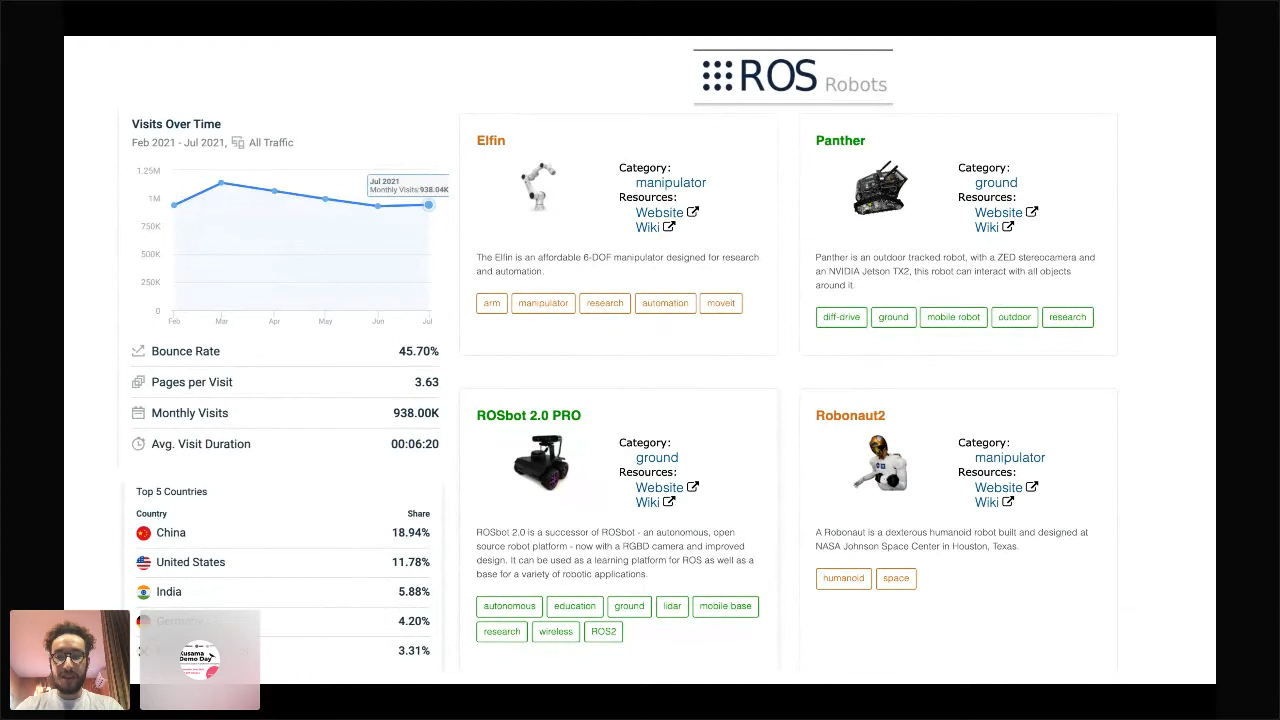 ROS Robots
Visits Over Time
Feb 2021 - Jul 2021, All Traffic
1.25M
1M
750K
500K
250K
0
Jul 2021
Monthly Visits:938.04K
Feb Mar Apr May Jun Jul
Bounce Rate 45.70%
Pages per Visit 3.63
Monthly Visits 938.00K
Avg. Visit Duration 00:06:20
Top 5 Countries
Country Share
China 18.94%
United States 11.78%
India 5.88%
Germany 4.20%
3.31%
Elfin
Category:
manipulator
Resources:
Website
Wiki
The Elfin is an affordable 6-DOF manipulator designed for research
and automation.
arm manipulator research automation moveit
Panther
Category:
ground
Resources:
Website
Wiki
Panther is an outdoor tracked robot, with a ZED stereocamera and
an NVIDIA Jetson TX2, this robot can interact with all objects
around it.
diff-drive ground mobile robot outdoor research
ROSbot 2.0 PRO
Category:
ground
Resources:
Website
Wiki
ROSbot 2.0 is a successor of ROSbot - an autonomous, open
source robot platform - now with a RGBD camera and improved
design. It can be used as a learning platform for ROS as well as a
base for a variety of robotic applications.
autonomous education ground lidar mobile base
research wireless ROS2
Robonaut2
Category:
manipulator
Resources:
Website
Wiki
A Robonaut is a dexterous humanoid robot built and designed at
NASA Johnson Space Center in Houston, Texas.
humanoid space
Kusama
Demo Day